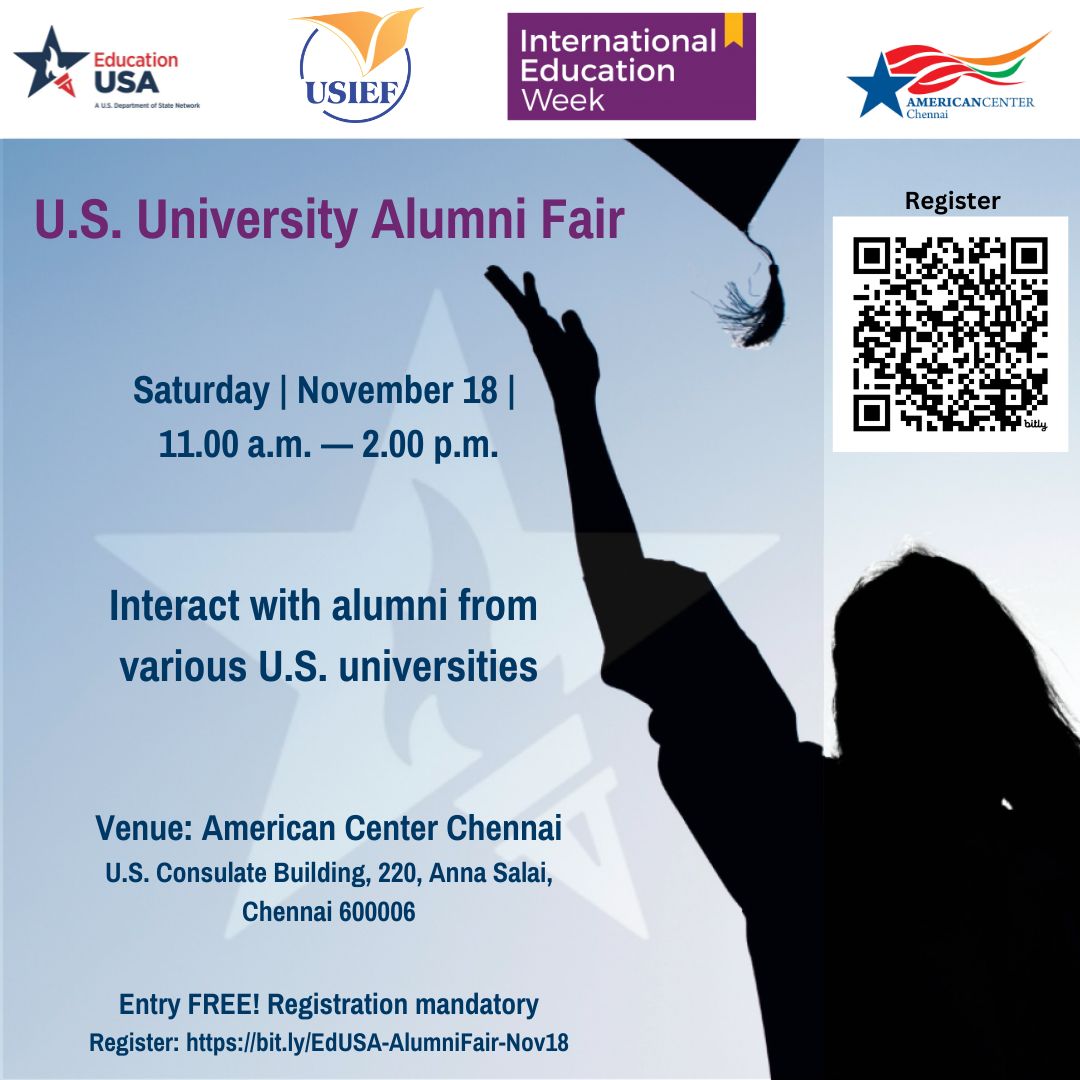 Education
USA
A U.S. Department of State Network
USIEF
International
Education
Week
AMERICANCENTER
Chennai
U.S. University Alumni Fair
Register
bitly
Saturday | November 18 |
11.00 a.m. — 2.00 p.m.
Interact with alumni from
various U.S. universities
Venue: American Center Chennai
U.S. Consulate Building, 220, Anna Salai,
Chennai 600006
Entry FREE! Registration mandatory
Register: https://bit.ly/EdUSA-AlumniFair-Nov18